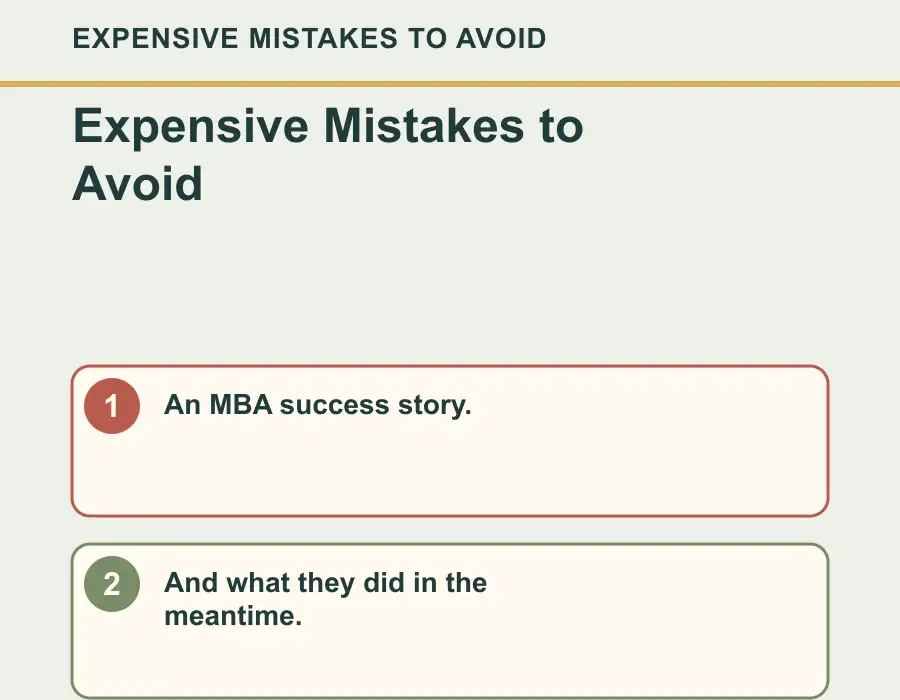 EXPENSIVE MISTAKES TO AVOID
Expensive Mistakes to
Avoid
1
An MBA success story.
2
And what they did in the
meantime.